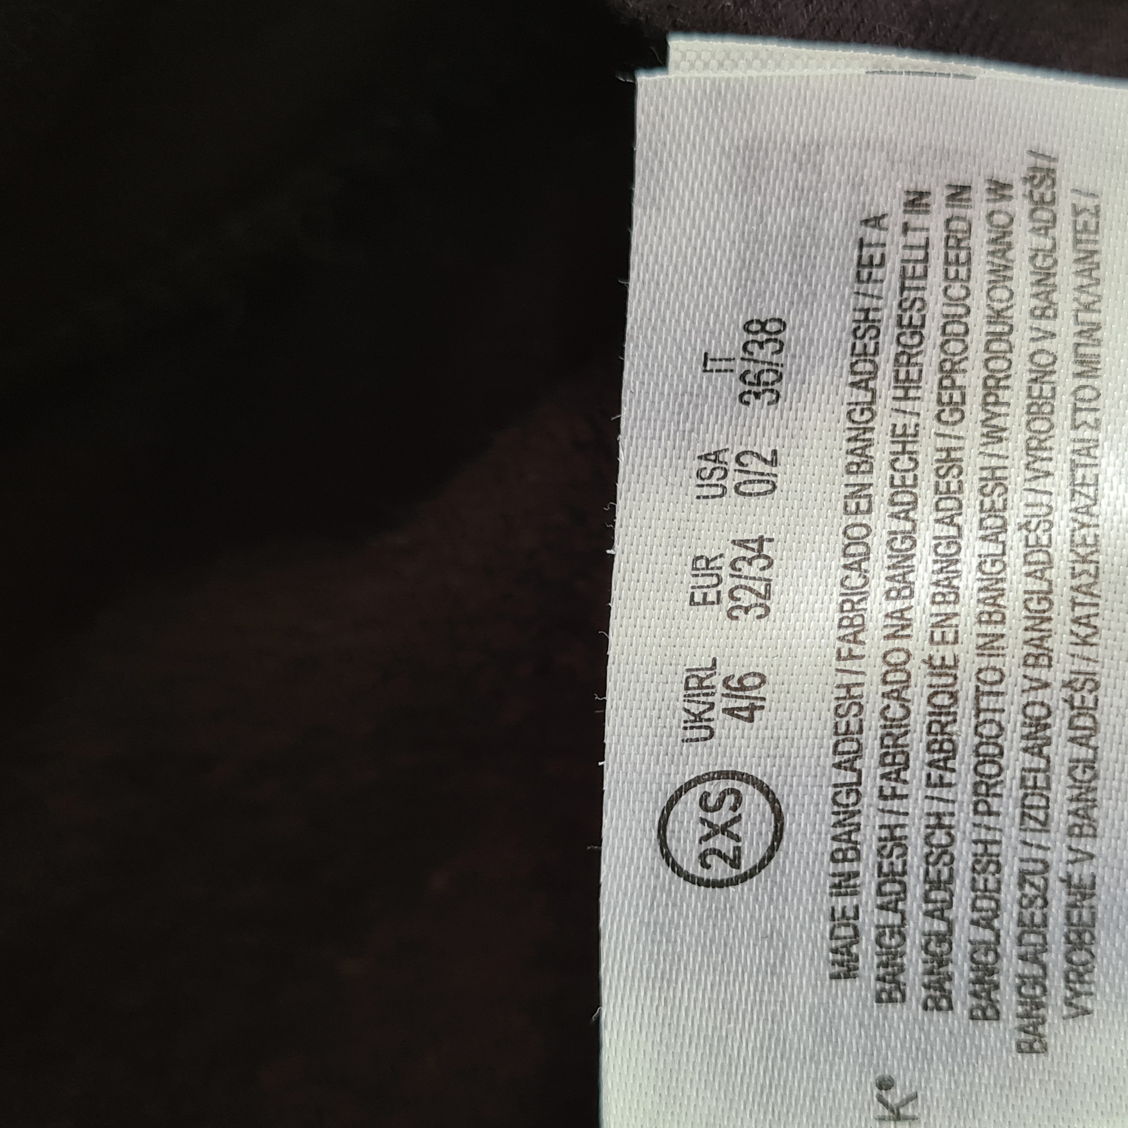 2XS
UK/IRL EUR USA IT
4/6 32/34 0/2 36/38
MADE IN BANGLADESH / FABRICADO EN BANGLADESH / FET A
BANGLADESH / FABRICADO NA BANGLADECHE / HERGESTELLT IN
BANGLADESCH / FABRIQUÉ EN BANGLADESH / GEPRODUCEERD IN
BANGLADESH / PRODOTTO IN BANGLADESH / WYPRODUKOWANO W
BANGLADESZU / IZDELANO V BANGLADEŠU / VYROBENO V BANGLADÉŠI /
VYROBENÉ V BANGLADÉŠI / ΚΑΤΑΣΚΕΥΑΖΕΤΑΙ ΣΤΟ ΜΠΑΓΚΛΑΝΤΕΣ /
K®